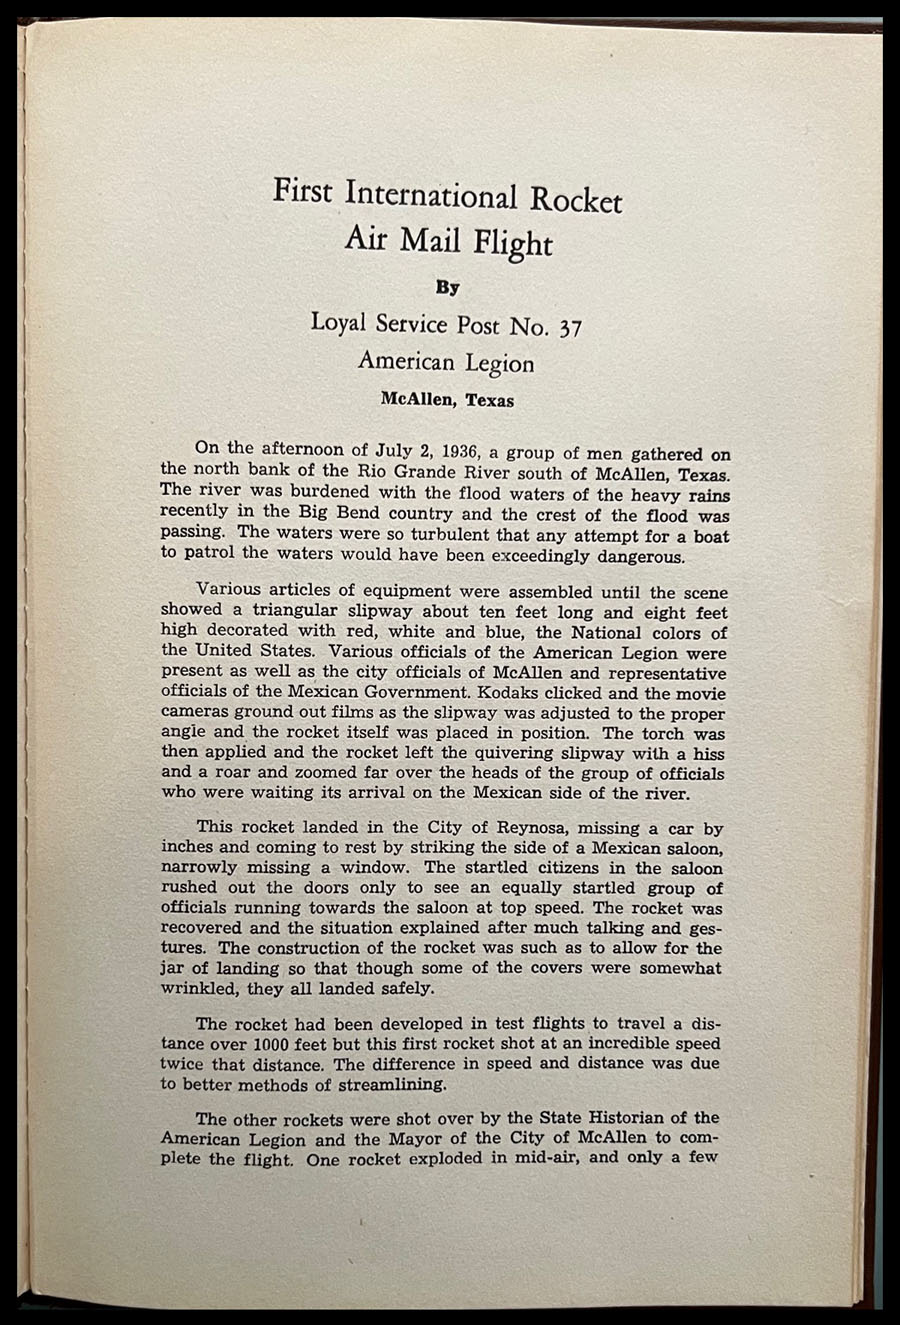 First International Rocket
Air Mail Flight
By
Loyal Service Post No. 37
American Legion
McAllen, Texas
On the afternoon of July 2, 1936, a group of men gathered on
the north bank of the Rio Grande River south of McAllen, Texas.
The river was burdened with the flood waters of the heavy rains
recently in the Big Bend country and the crest of the flood was
passing. The waters were so turbulent that any attempt for a boat
to patrol the waters would have been exceedingly dangerous.
Various articles of equipment were assembled until the scene
showed a triangular slipway about ten feet long and eight feet
high decorated with red, white and blue, the National colors of
the United States. Various officials of the American Legion were
present as well as the city officials of McAllen and representative
officials of the Mexican Government. Kodaks clicked and the movie
cameras ground out films as the slipway was adjusted to the proper
angle and the rocket itself was placed in position. The torch was
then applied and the rocket left the quivering slipway with a hiss
and a roar and zoomed far over the heads of the group of officials
who were waiting its arrival on the Mexican side of the river.
This rocket landed in the City of Reynosa, missing a car by
inches and coming to rest by striking the side of a Mexican saloon,
narrowly missing a window. The startled citizens in the saloon
rushed out the doors only to see an equally startled group of
officials running towards the saloon at top speed. The rocket was
recovered and the situation explained after much talking and ges-
tures. The construction of the rocket was such as to allow for the
jar of landing so that though some of the covers were somewhat
wrinkled, they all landed safely.
The rocket had been developed in test flights to travel a dis-
tance over 1000 feet but this first rocket shot at an incredible speed
twice that distance. The difference in speed and distance was due
to better methods of streamlining.
The other rockets were shot over by the State Historian of the
American Legion and the Mayor of the City of McAllen to com-
plete the flight. One rocket exploded in mid-air, and only a few